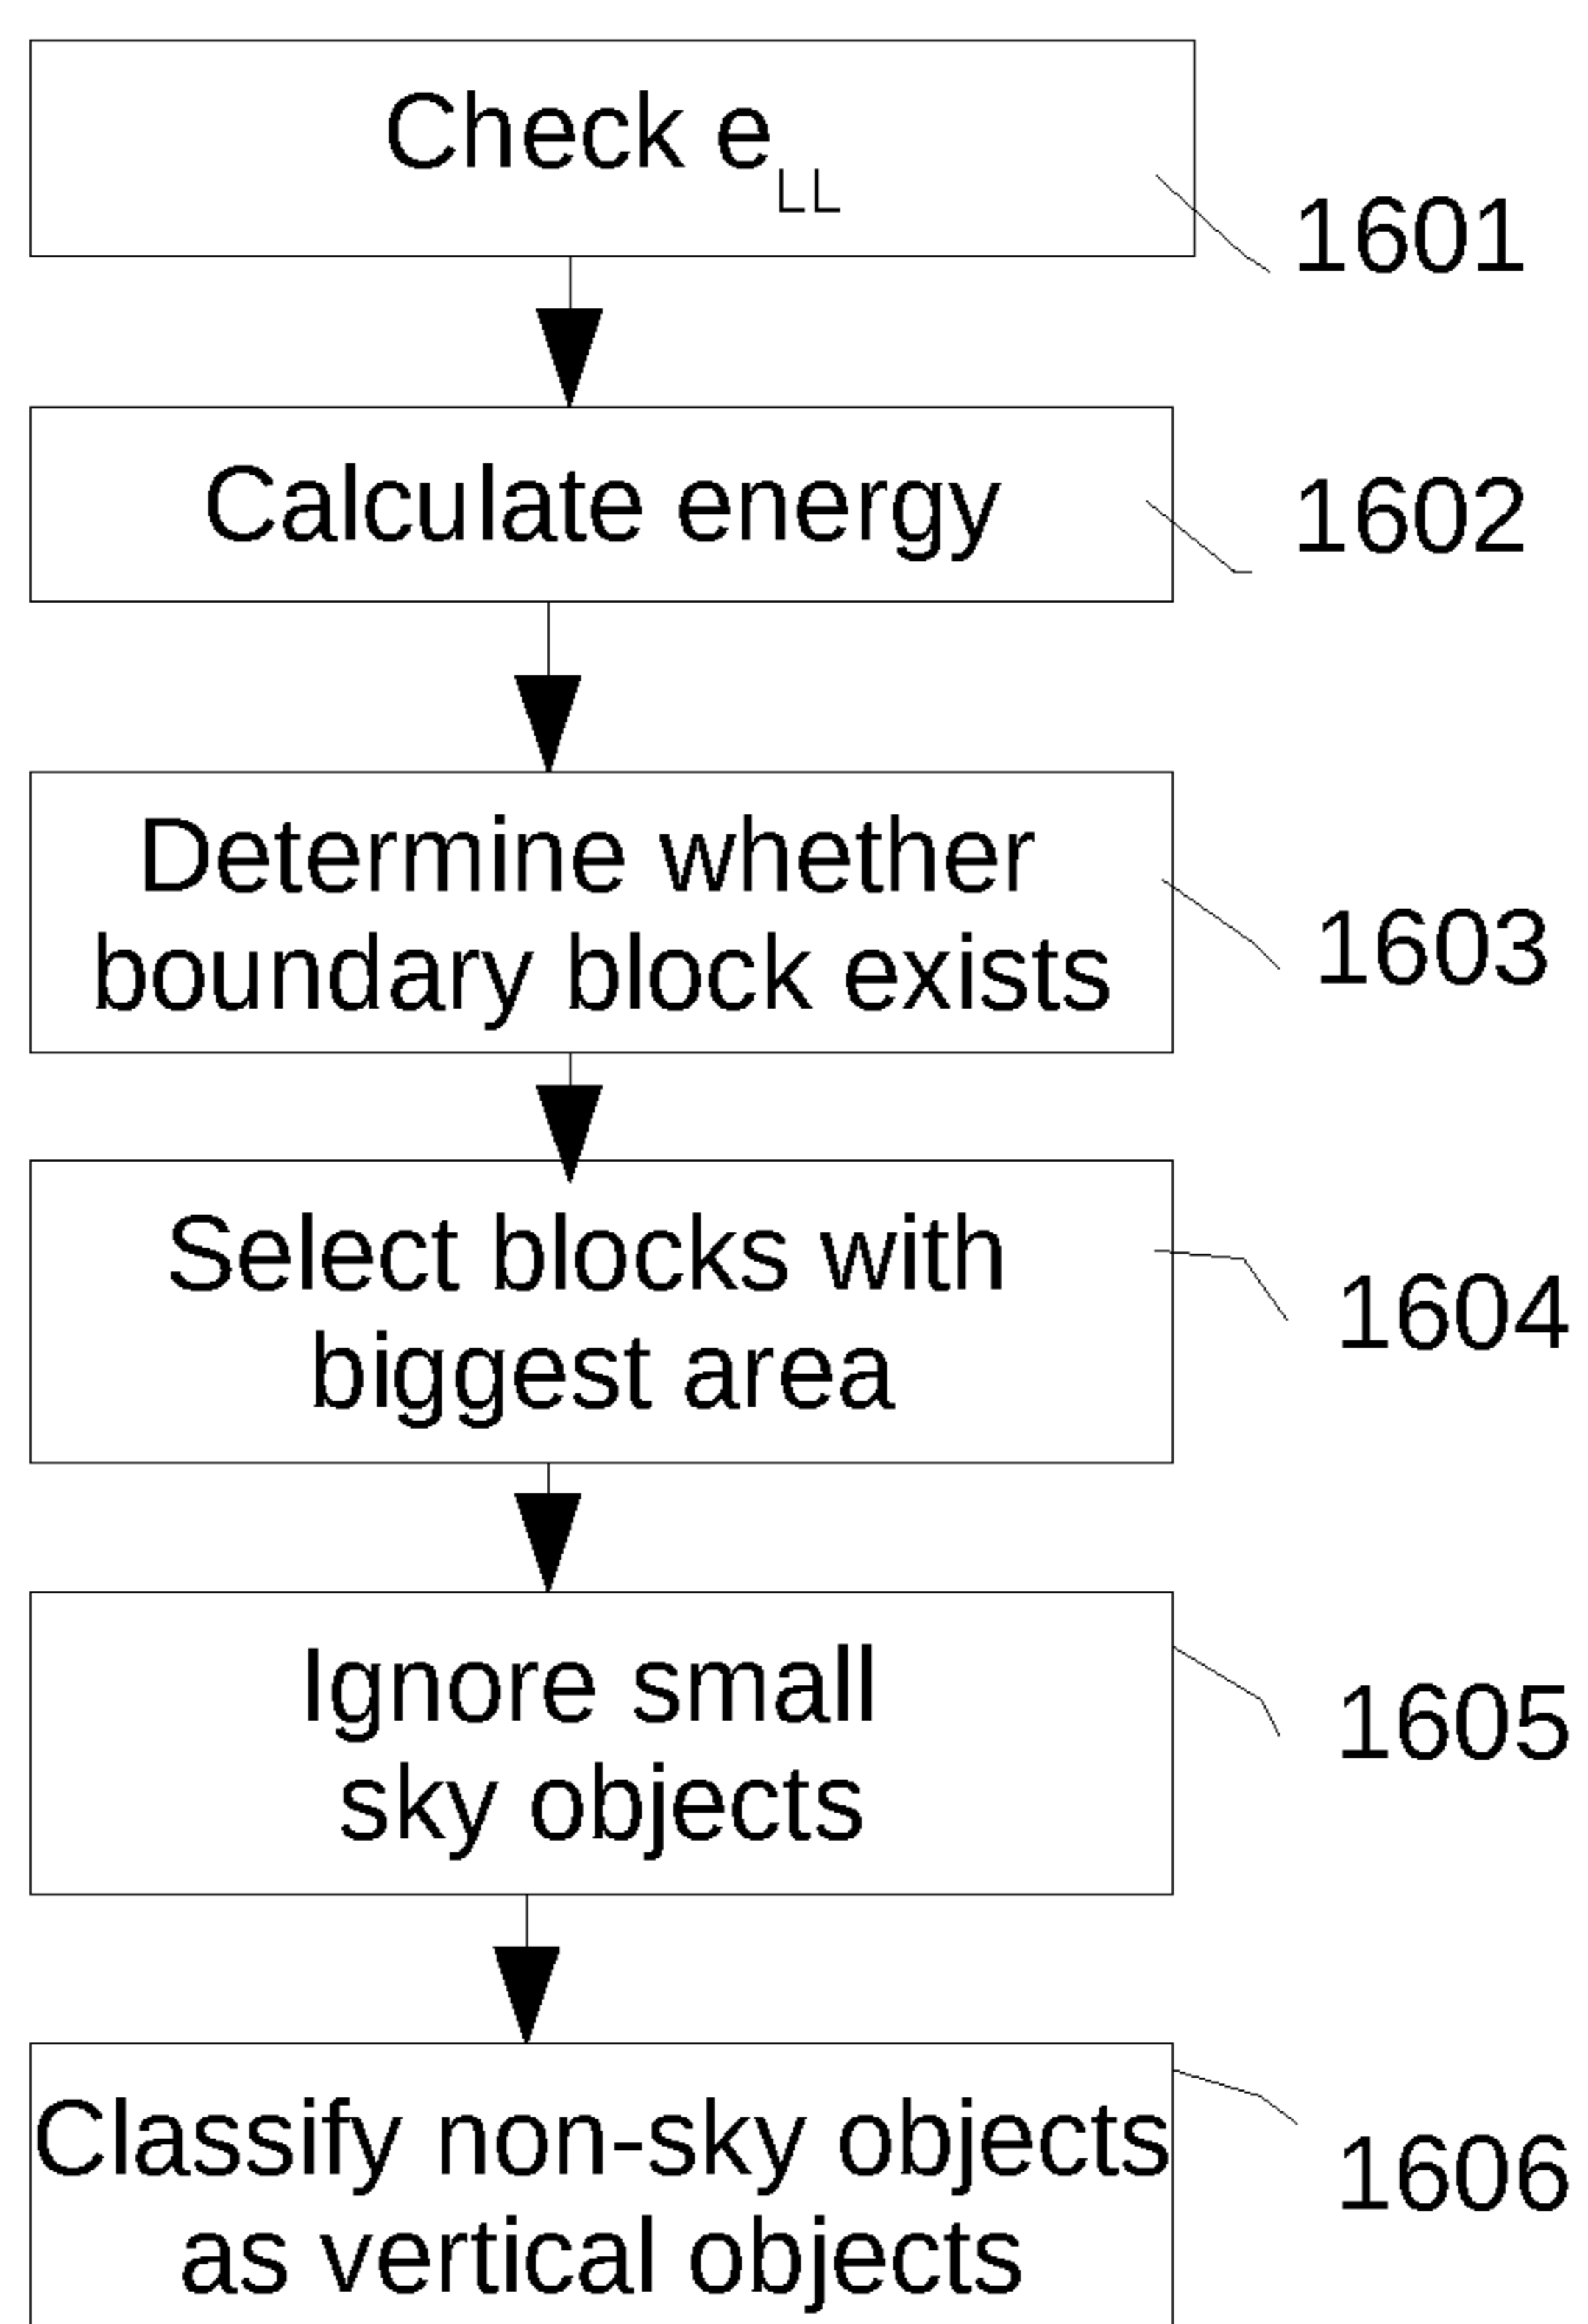 Check eLL
1601
Calculate energy
1602
Determine whether
boundary block exists
1603
Select blocks with
biggest area
1604
Ignore small
sky objects
1605
Classify non-sky objects
as vertical objects
1606